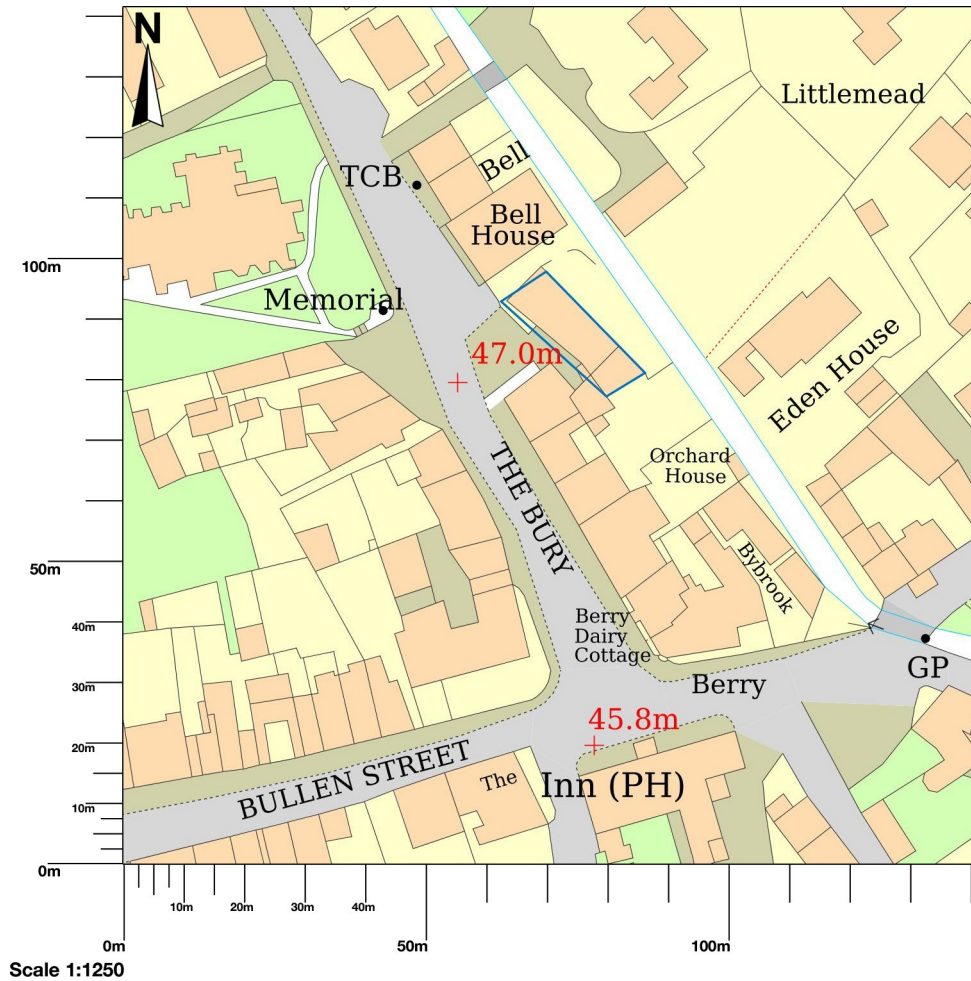 N
Littlemead
TCB
Bell
Bell
House
100m
Memorial
47.0m
Eden House
Orchard
House
THE BURY
50m
Bybrook
40m
Berry
Dairy
Cottage
GP
30m
Berry
45.8m
20m
BULLEN STREET
The
Inn (PH)
10m
0m
10m
20m
30m
40m
0m
50m
100m
Scale 1:1250